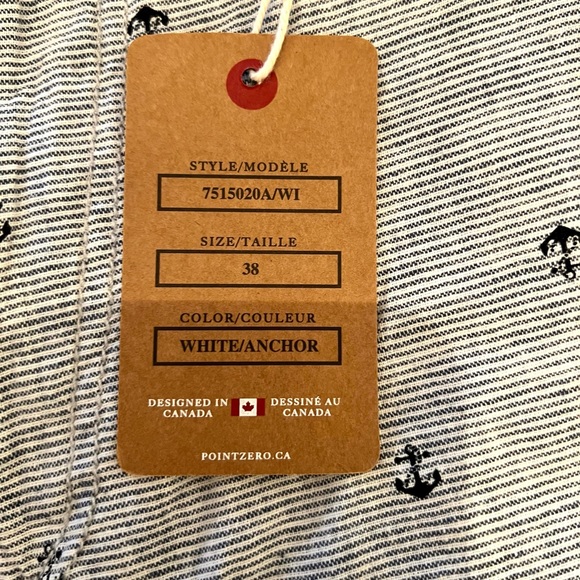 STYLE/MODÈLE
7515020A/WI
SIZE/TAILLE
38
COLOR/COULEUR
WHITE/ANCHOR
DESIGNED IN CANADA
DESSINÉ AU CANADA
POINTZERO.CA